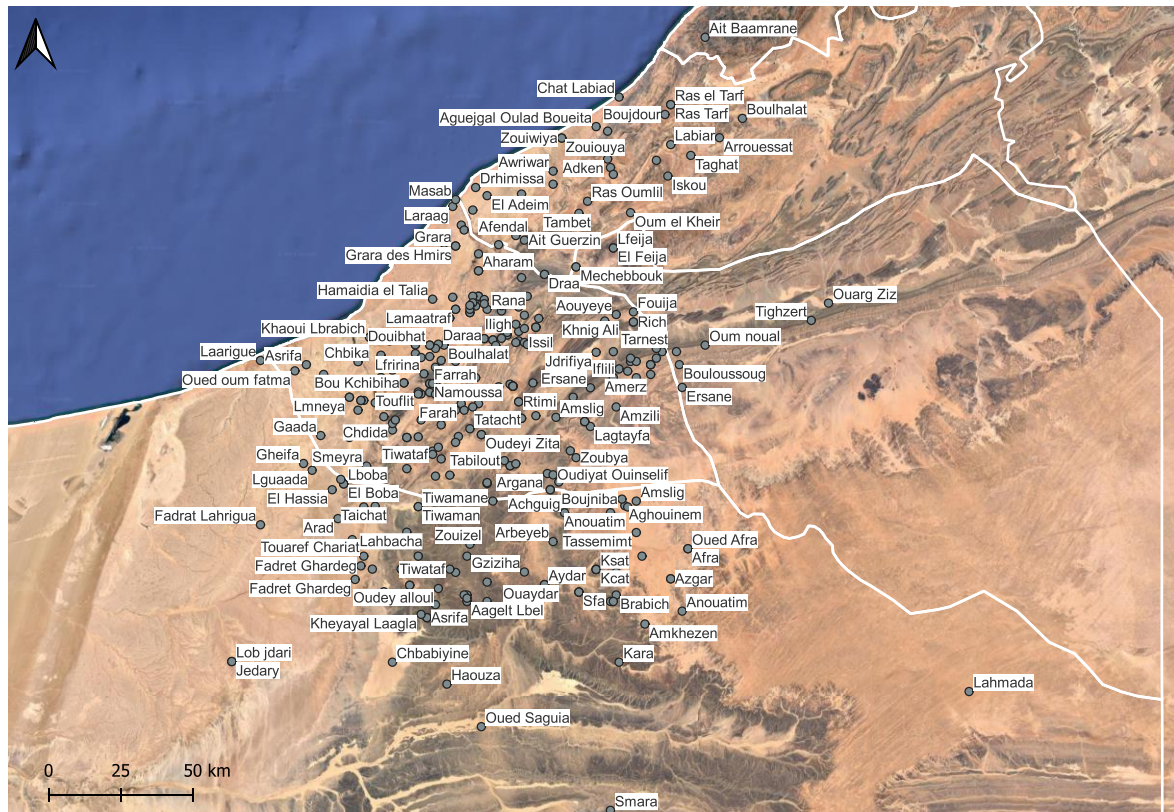 Ait Baamrane
Chat Labiad
Ras el Tarf
Aguejgal Oulad Boueita
Boujdour
Ras Tarf
Boulhalat
Zouiwiya
Zouiouya
Labiar
Arrouessat
Awriwar
Adken
Taghat
Drhimissa
Iskou
Masab
El Adeim
Ras Oumlil
Laraag
Afendal
Tambet
Oum el Kheir
Grara
Ait Guerzin
Lfeija
Grara des Hmirs
Aharam
El Feija
Mechebbouk
Draa
Hamaidia el Talia
Rana
Aouyeye
Fouija
Ouarg Ziz
Lamaatraf
Iligh
Rich
Tighzert
Khaoui Lbrabich
Douibhat
Daraa
Issil
Khnig Ali
Tarnest
Oum noual
Laarigue
Asrifa
Chbika
Boulhalat
Lfririna
Jdrifiya
Iflili
Bouloussoug
Oued oum fatma
Bou Kchibiha
Farrah
Ersane
Amerz
Ersane
Namoussa
Lmneya
Touflit
Rtimi
Farah
Tatacht
Amslig
Amzili
Gaada
Chdida
Oudeyi Zita
Lagtayfa
Gheifa
Smeyra
Tiwataf
Tabilout
Zoubya
Lguaada
Lboba
Argana
Oudiyat Ouinselif
El Hassia
El Boba
Tiwamane
Achguig
Boujniba
Amslig
Fadrat Lahrigua
Arad
Taichat
Tiwaman
Anouatim
Aghouinem
Touaref Chariat
Lahbacha
Zouizel
Arbeyeb
Tassemimt
Oued Afra
Afra
Fadret Ghardeg
Tiwataf
Gziziha
Ksat
Fadret Ghardeg
Aydar
Kcat
Azgar
Oudey alloul
Ouaydar
Sfa
Brabich
Anouatim
Kheyayal Laagla
Asrifa
Aagelt Lbel
Amkhezen
Lob jdari
Jedary
Chbabiyine
Kara
Haouza
Lahmada
Oued Saguia
0 25 50 km
Smara